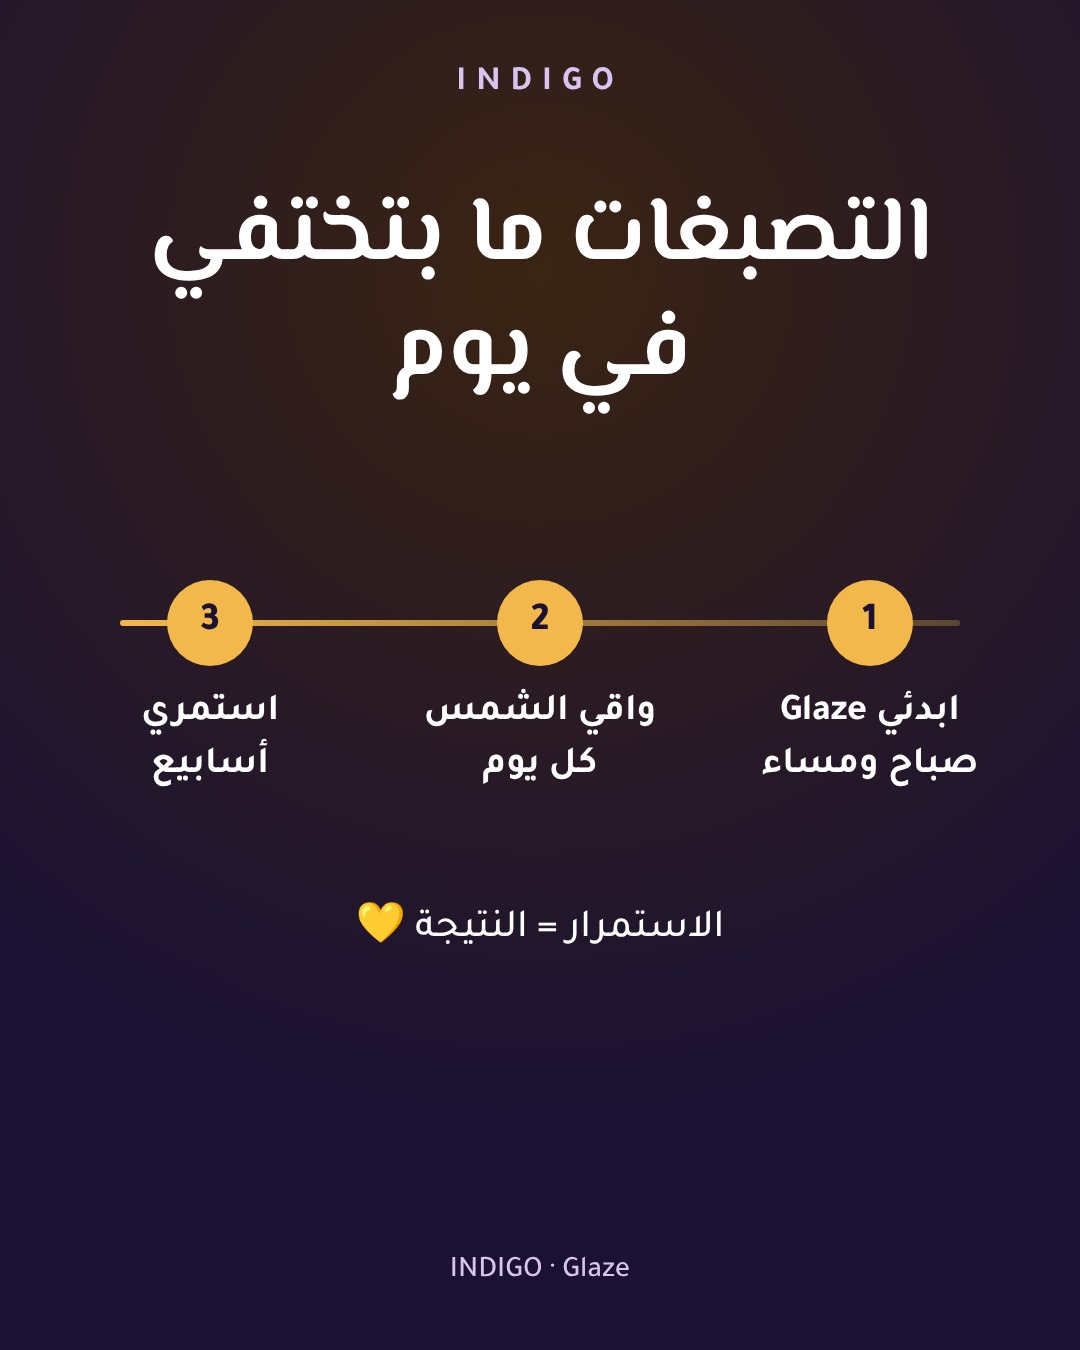 INDIGO
التصبغات ما بتختفي
في يوم
1
ابدئي Glaze
صباح ومساء
2
واقي الشمس
كل يوم
3
استمري
أسابيع
الاستمرار = النتيجة 💛
INDIGO · Glaze